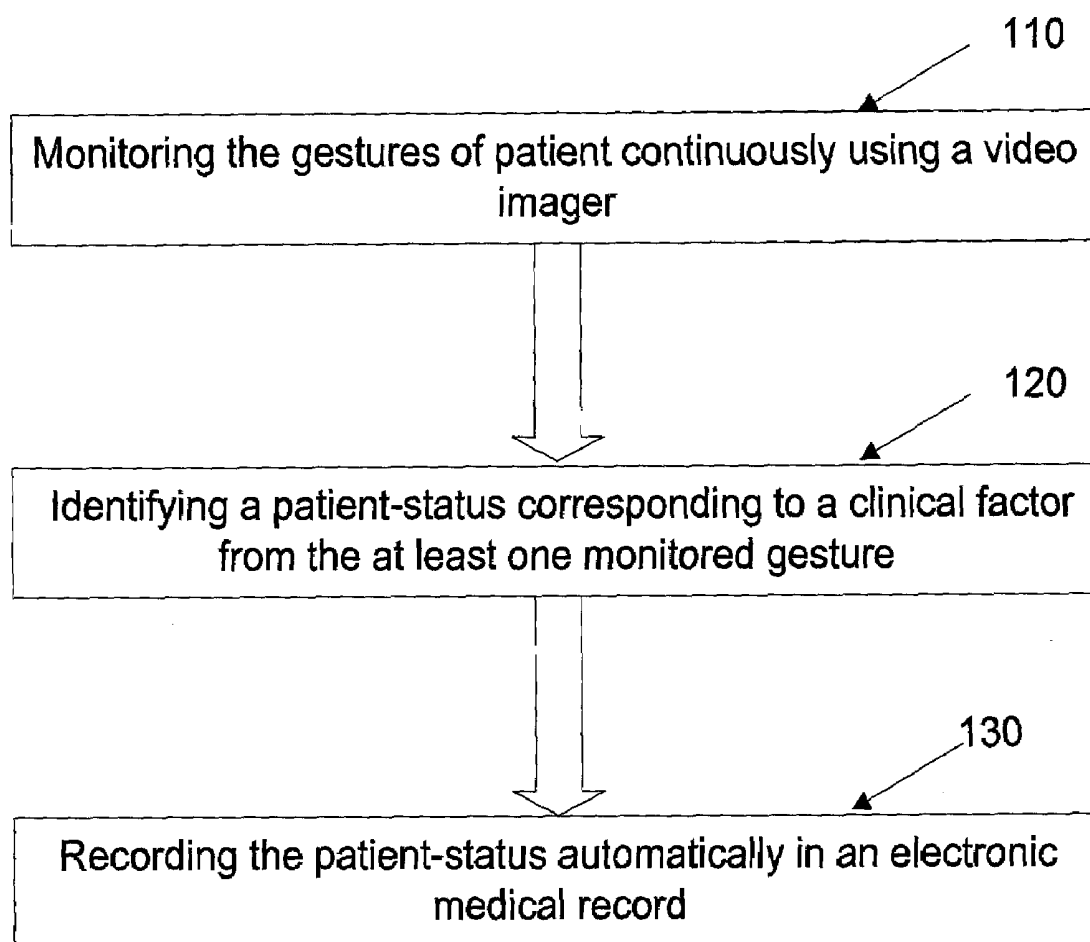 110
Monitoring the gestures of patient continuously using a video
imager
120
Identifying a patient-status corresponding to a clinical factor
from the at least one monitored gesture
130
Recording the patient-status automatically in an electronic
medical record